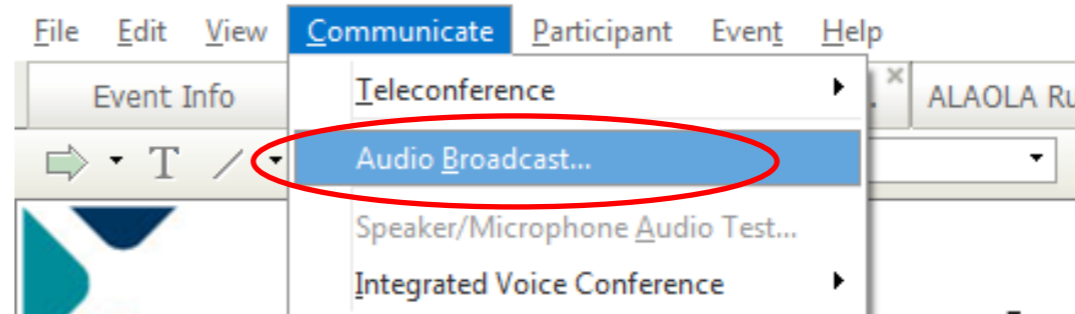 File Edit View Communicate Participant Event Help
Event Info
Teleconference
ALAOLA Ru
T
Audio Broadcast...
Speaker/Microphone Audio Test...
Integrated Voice Conference